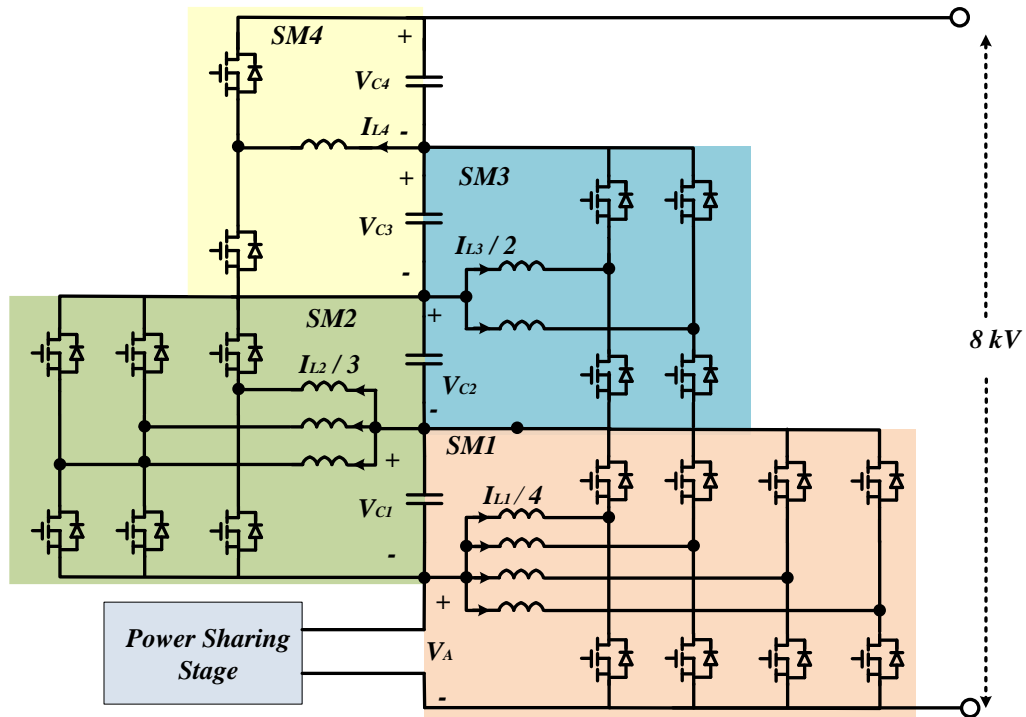 SM4
+
VC4
IL4
-
+
SM3
VC3
IL3 / 2
-
SM2
+
IL2 / 3
VC2
-
SM1
+
VC1
IL1 / 4
-
+
Power Sharing
Stage
VA
-
8 kV